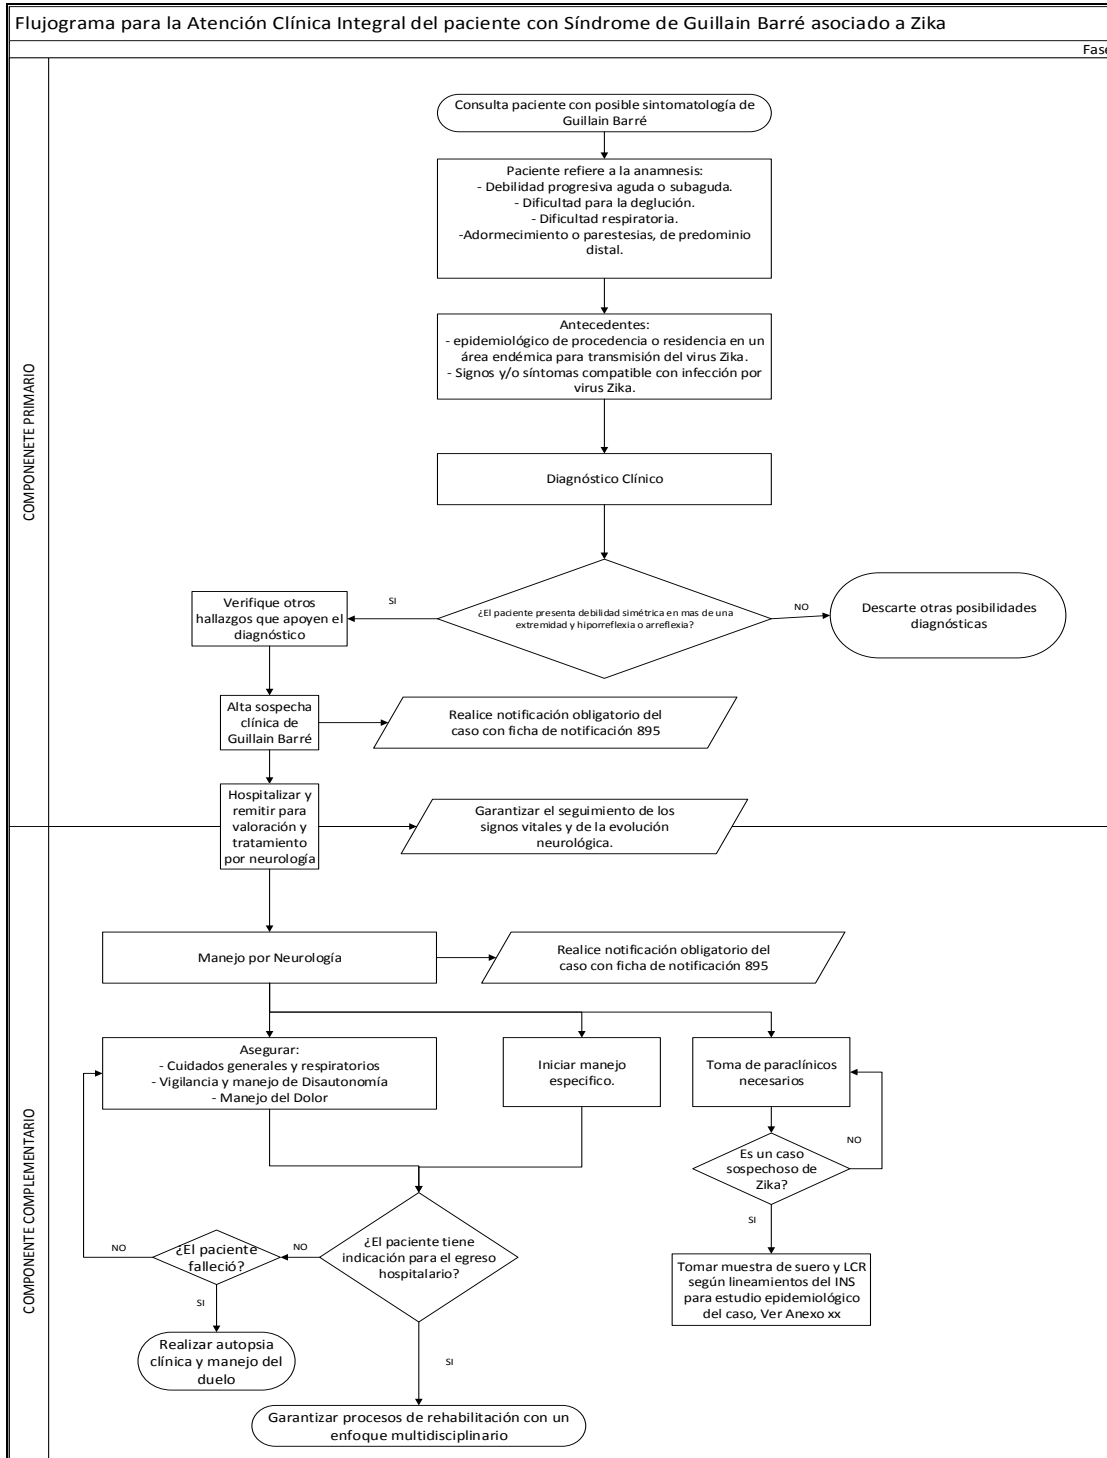 Flujograma para la Atención Clínica Integral del paciente con Síndrome de Guillain Barré asociado a Zika
Fase
COMPONENETE PRIMARIO
Consulta paciente con posible sintomatología de
Guillain Barré
Paciente refiere a la anamnesis:
- Debilidad progresiva aguda o subaguda.
- Dificultad para la deglución.
- Dificultad respiratoria.
-Adormecimiento o parestesias, de predominio
distal.
Antecedentes:
- epidemiológico de procedencia o residencia en un
área endémica para transmisión del virus Zika.
- Signos y/o síntomas compatible con infección por
virus Zika.
Diagnóstico Clínico
¿El paciente presenta debilidad simétrica en mas de una
extremidad y hiporreflexia o arreflexia?
SI
NO
Verifique otros
hallazgos que apoyen el
diagnóstico
Descarte otras posibilidades
diagnósticas
Alta sospecha
clínica de
Guillain Barré
Realice notificación obligatorio del
caso con ficha de notificación 895
Hospitalizar y
remitir para
valoración y
tratamiento
por neurología
Garantizar el seguimiento de los
signos vitales y de la evolución
neurológica.
COMPONENTE COMPLEMENTARIO
Manejo por Neurología
Realice notificación obligatorio del
caso con ficha de notificación 895
Asegurar:
- Cuidados generales y respiratorios
- Vigilancia y manejo de Disautonomía
- Manejo del Dolor
Iniciar manejo
especifico.
Toma de paraclínicos
necesarios
Es un caso
sospechoso de
Zika?
NO
SI
Tomar muestra de suero y LCR
según lineamientos del INS
para estudio epidemiológico
del caso, Ver Anexo xx
¿El paciente tiene
indicación para el egreso
hospitalario?
NO
¿El paciente
falleció?
NO
SI
Realizar autopsia
clínica y manejo del
duelo
SI
Garantizar procesos de rehabilitación con un
enfoque multidisciplinario